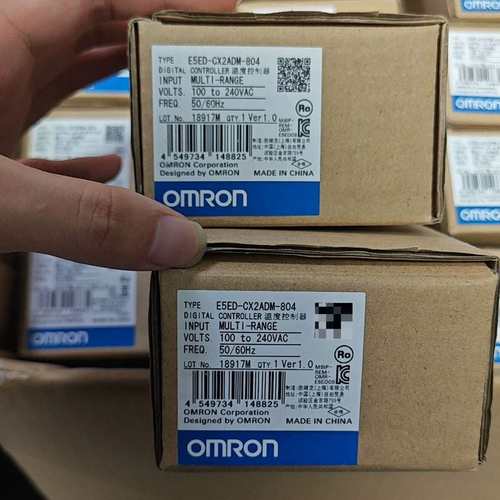 TYPE E5ED-CX2ADM-804
DIGITAL CONTROLLER 温度控制器
INPUT MULTI-RANGE
VOLTS. 100 to 240VAC
FREQ. 50/60Hz
LOT No. 18917M QTY 1 Ver1.0
4 549734 148825
OMRON Corporation
Designed by OMRON
MADE IN CHINA
OMRON
TYPE E5ED-CX2ADM-804
DIGITAL CONTROLLER 温度控制器
INPUT MULTI-RANGE
VOLTS. 100 to 240VAC
FREQ. 50/60Hz
LOT No. 18917M QTY 1 Ver1.0
4 549734 148825
OMRON Corporation
Designed by OMRON
MADE IN CHINA
OMRON
OMRON